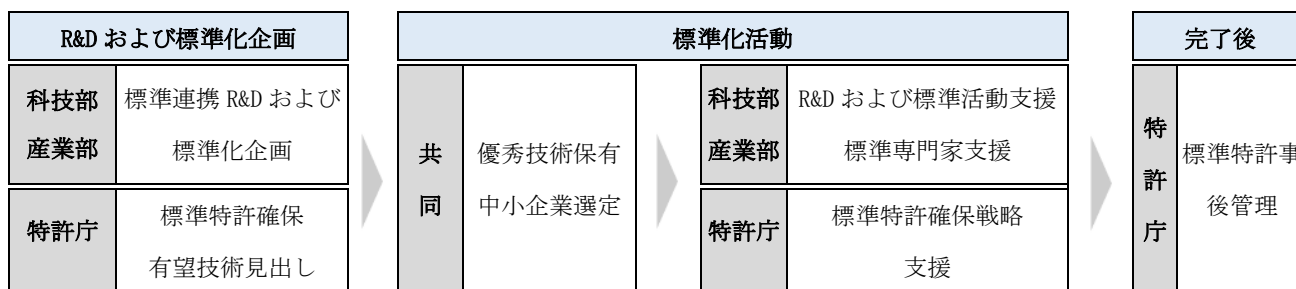 R&Dおよび標準化企画
科技部
産業部
標準連携 R&D および
標準化企画
特許庁
標準特許確保
有望技術見出し
標準化活動
共
同
優秀技術保有
中小企業選定
科技部
産業部
R&D および標準活動支援
標準専門家支援
特許庁
標準特許確保戦略
支援
完了後
特
許
庁
標準特許事
後管理